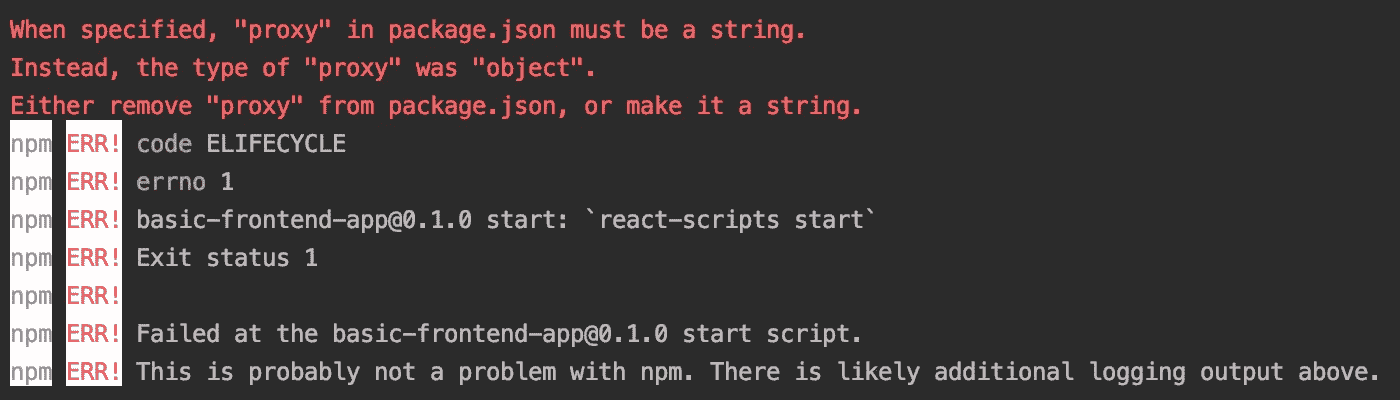 When specified, "proxy" in package.json must be a string.
Instead, the type of "proxy" was "object".
Either remove "proxy" from package.json, or make it a string.
npm ERR! code ELIFECYCLE
npm ERR! errno 1
npm ERR! basic-frontend-app@0.1.0 start: `react-scripts start`
npm ERR! Exit status 1
npm ERR!
npm ERR! Failed at the basic-frontend-app@0.1.0 start script.
npm ERR! This is probably not a problem with npm. There is likely additional logging output above.